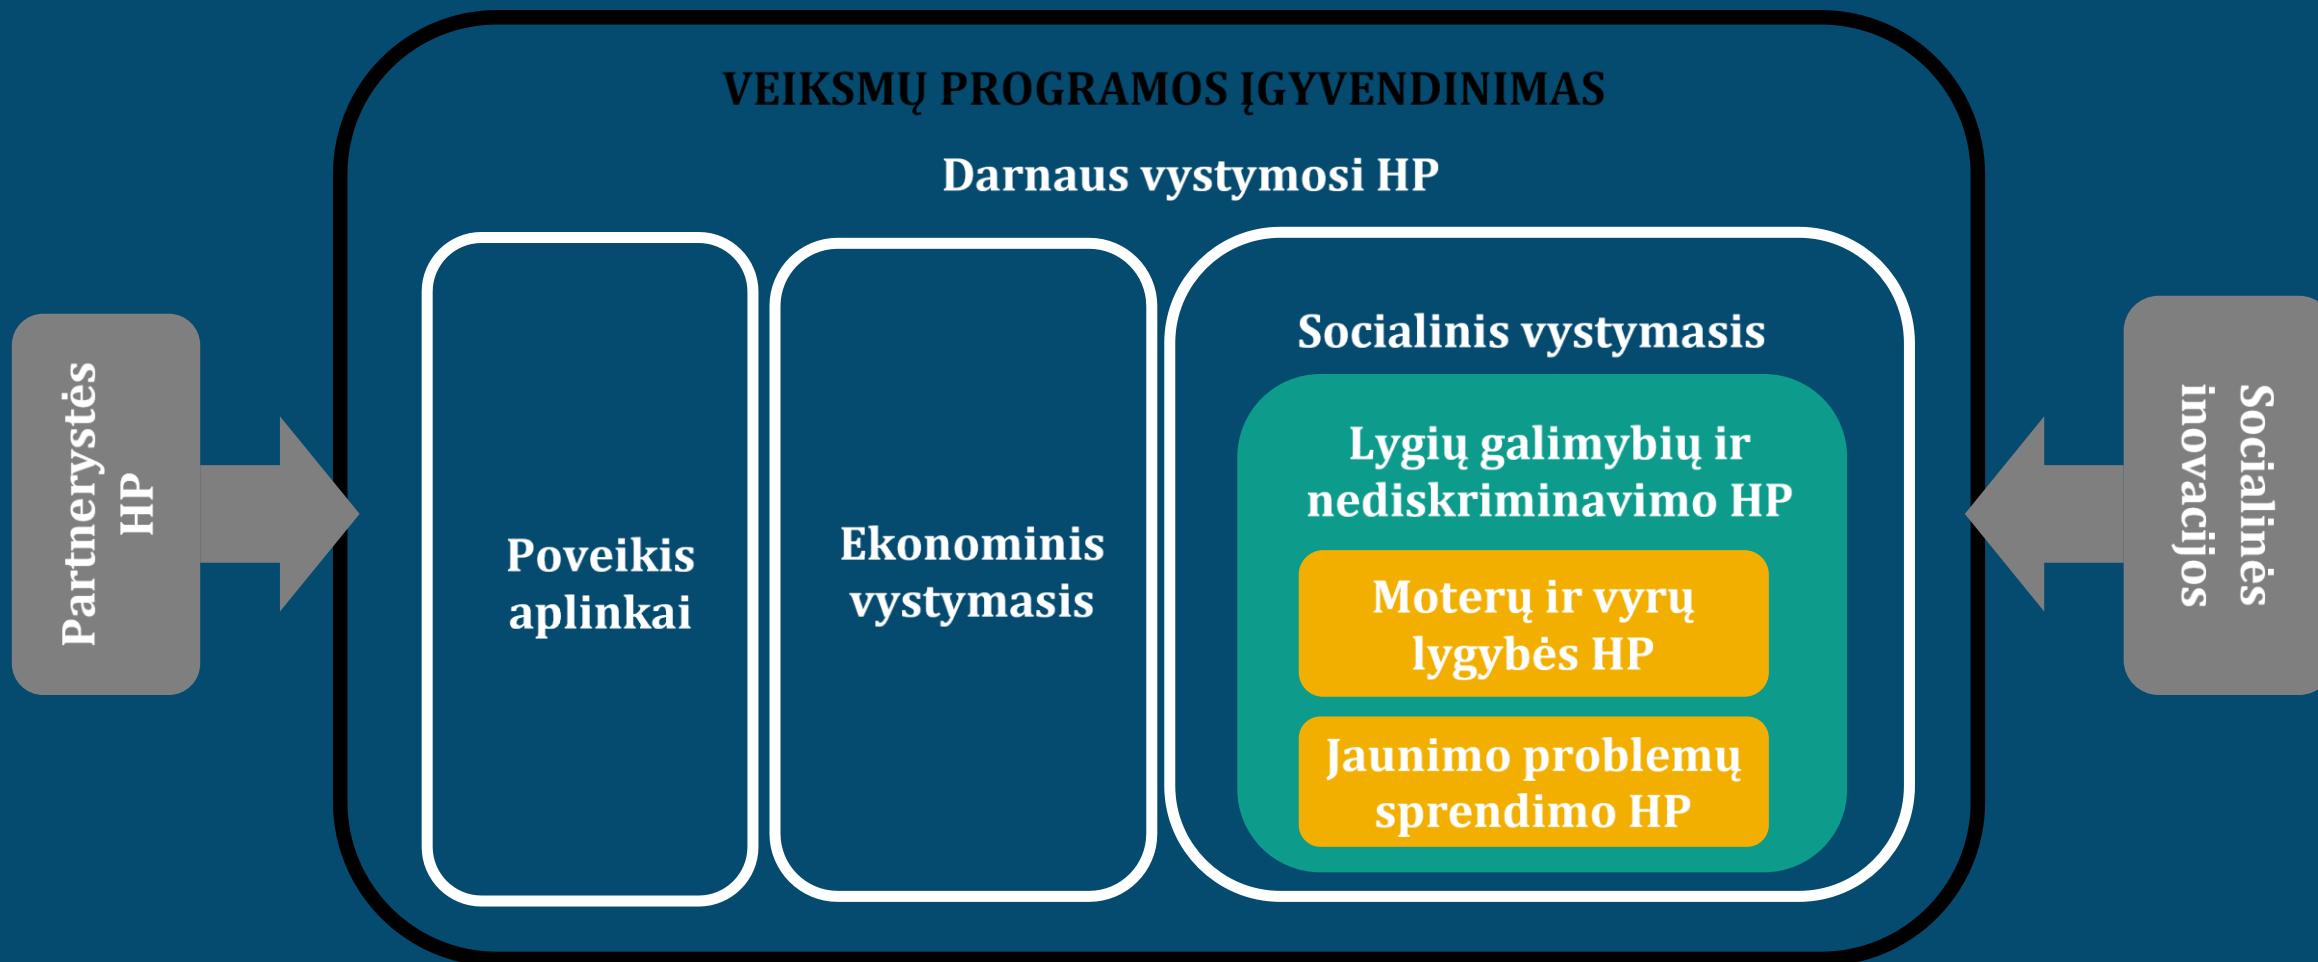 VEIKSMŲ PROGRAMOS ĮGYVENDINIMAS
Darnaus vystymosi HP
Partnerystės
HP
Poveikis
aplinkai
Ekonominis
vystymasis
Socialinis vystymasis
Lygių galimybių ir
nediskriminavimo HP
Moterų ir vyrų
lygybės HP
Jaunimo problemų
sprendimo HP
Socialinės
inovacijos